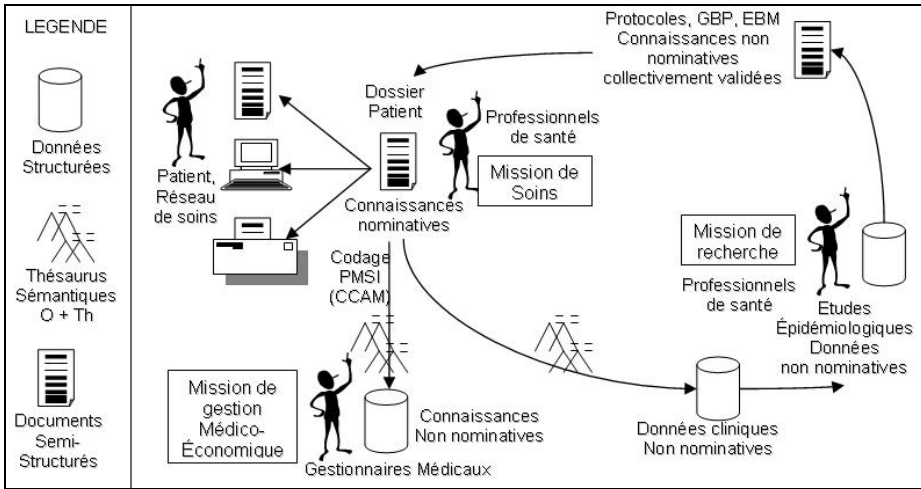 LEGENDE
Données
Structurées
Thésaurus
Sémantiques
O + Th
Documents
Semi-
Structurés
Patient,
Réseau
de soins
Dossier
Patient
Connaissances
nominatives
Professionnels
de santé
Mission de
Soins
Protocoles, GBP, EBM
Connaissances non
nominatives
collectivement validées
Codage
PMSI
(CCAM)
Mission de
gestion
Médico-
Économique
Connaissances
Non nominatives
Gestionnaires Médicaux
Mission de
recherche
Professionnels
de santé
Etudes
Épidémiologiques
Données
non nominatives
Données cliniques
Non nominatives